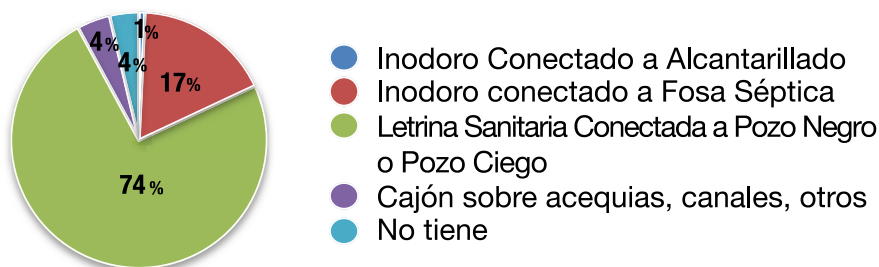 1%
4%
4%
17%
74%
Inodoro Conectado a Alcantarillado
Inodoro conectado a Fosa Séptica
Letrina Sanitaria Conectada a Pozo Negro
o Pozo Ciego
Cajón sobre acequias, canales, otros
No tiene